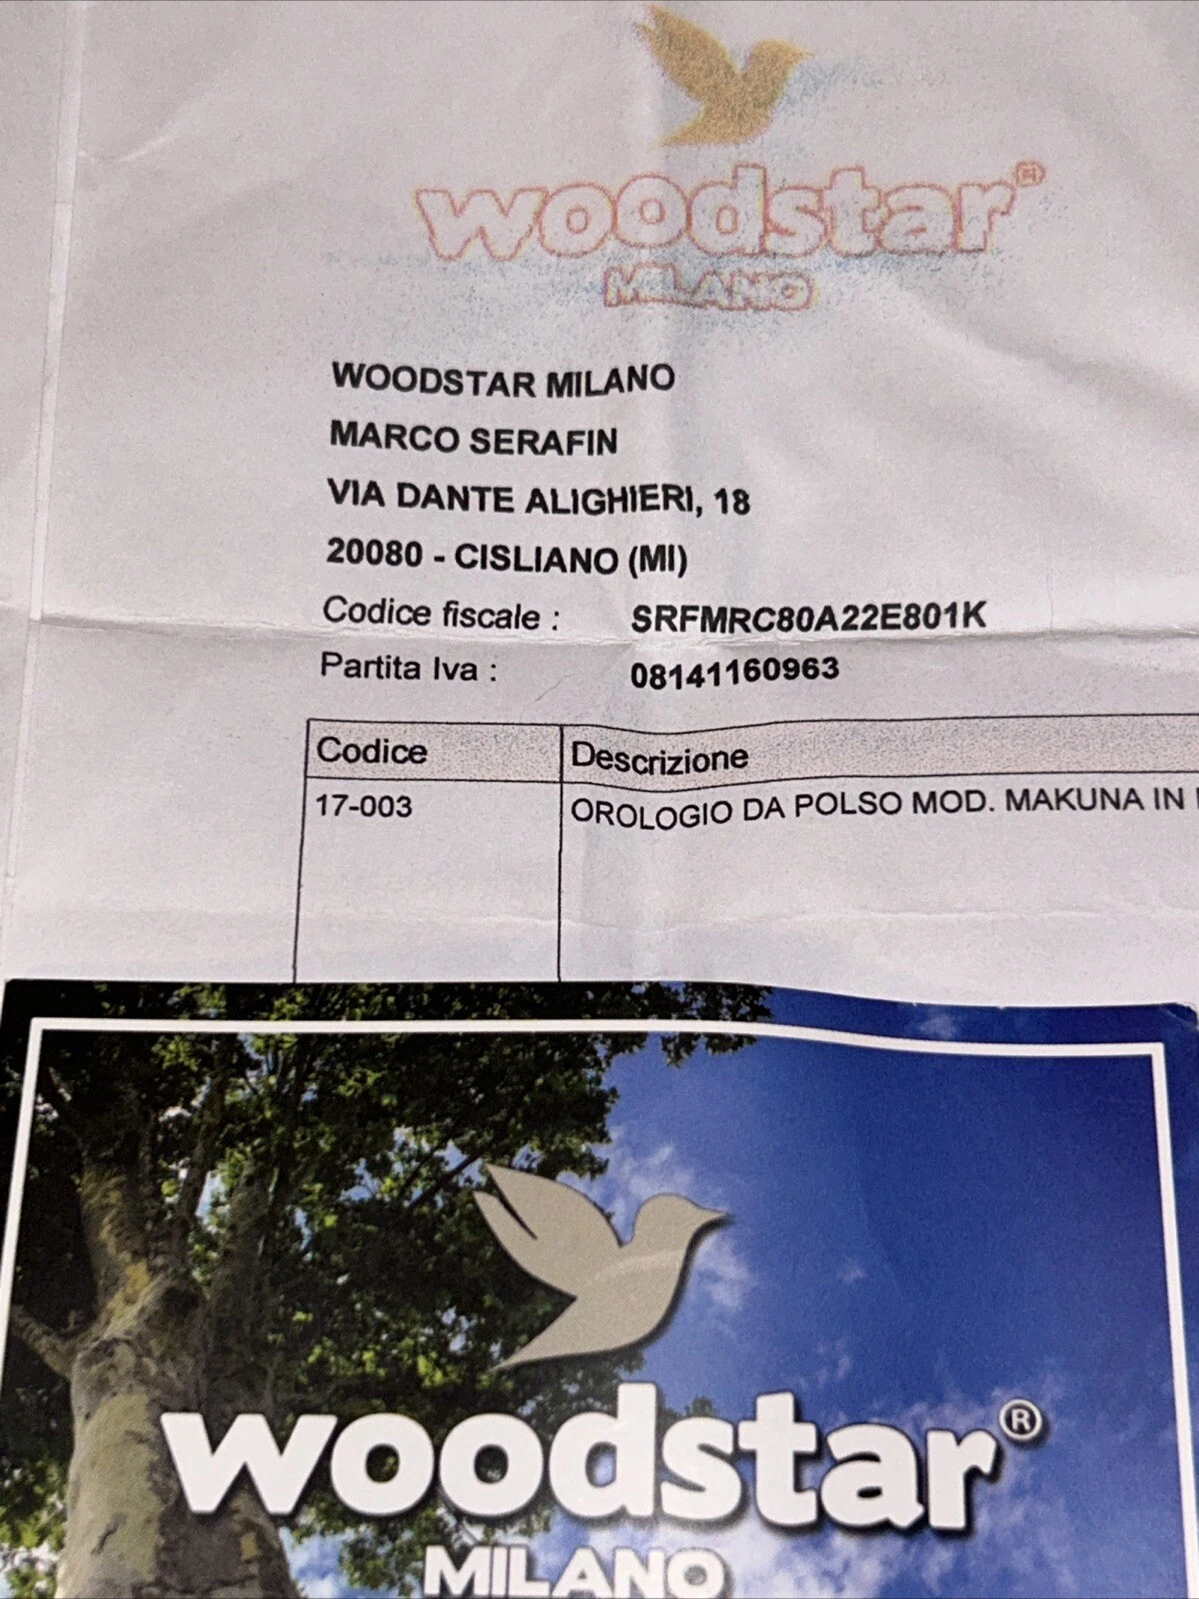 woodstar®
MILANO
WOODSTAR MILANO
MARCO SERAFIN
VIA DANTE ALIGHIERI, 18
20080 - CISLIANO (MI)
Codice fiscale : SRFMRC80A22E801K
Partita Iva : 08141160963
Codice Descrizione
17-003 OROLOGIO DA POLSO MOD. MAKUNA IN
woodstar®
MILANO